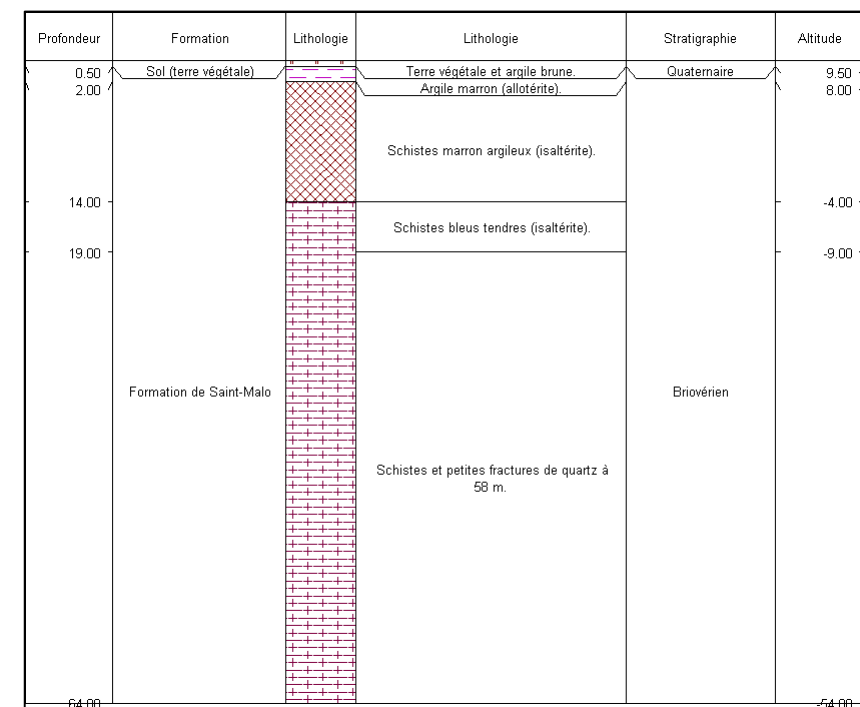 Profondeur Formation Lithologie Lithologie Stratigraphie Altitude
0.50 Sol (terre végétale) Terre végétale et argile brune. Quaternaire 9.50
2.00 Argile marron (allotérite). 8.00
Schistes marron argileux (isaltérite).
14.00 -4.00
Schistes bleus tendres (isaltérite).
19.00 -9.00
Formation de Saint-Malo Briovérien
Schistes et petites fractures de quartz à
58 m.
64.00 -54.00